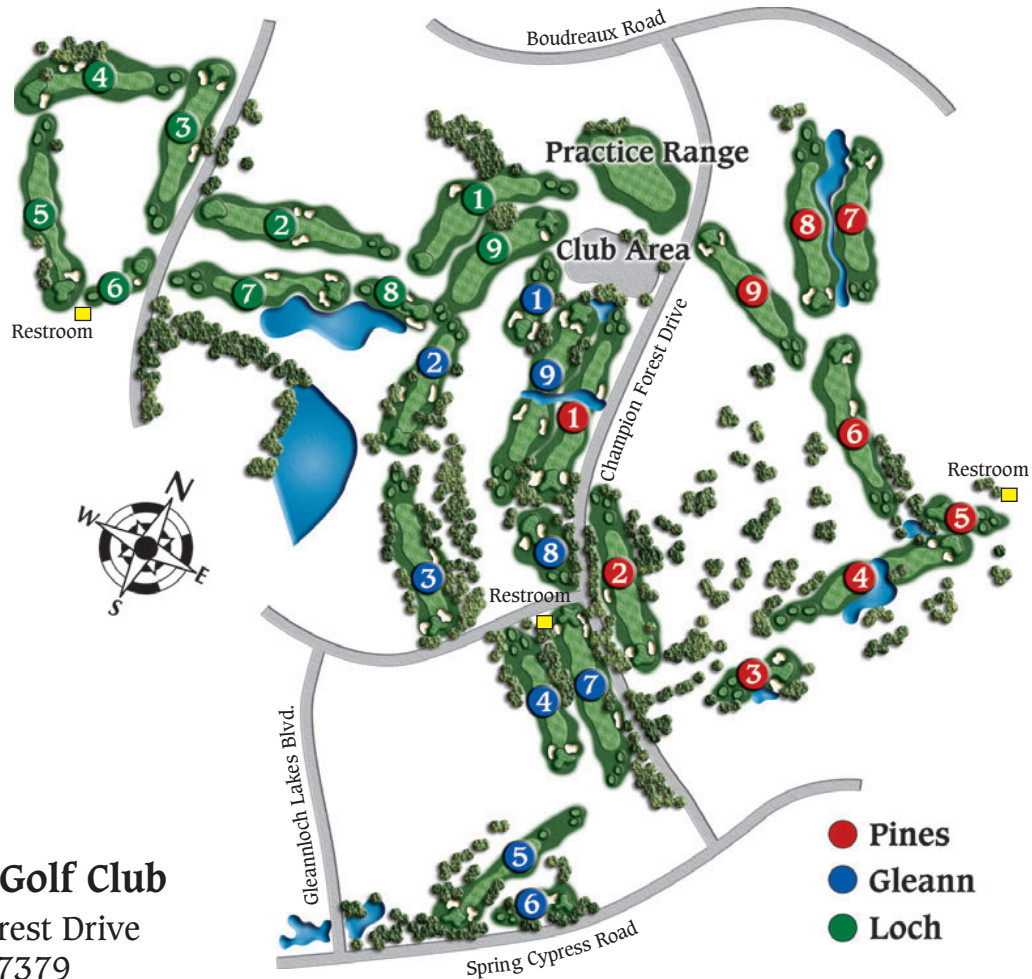 Boudreaux Road
4
3
Practice Range
1
5
2
9
Club Area
8
7
6
7
8
1
9
Restroom
2
9
1
Champion Forest Drive
6
Restroom
5
N
W
E
S
3
8
2
4
Restroom
3
4
7
Gleannloch Lakes Blvd.
5
6
Pines
Gleann
Loch
Golf Club
rest Drive
7379
Spring Cypress Road